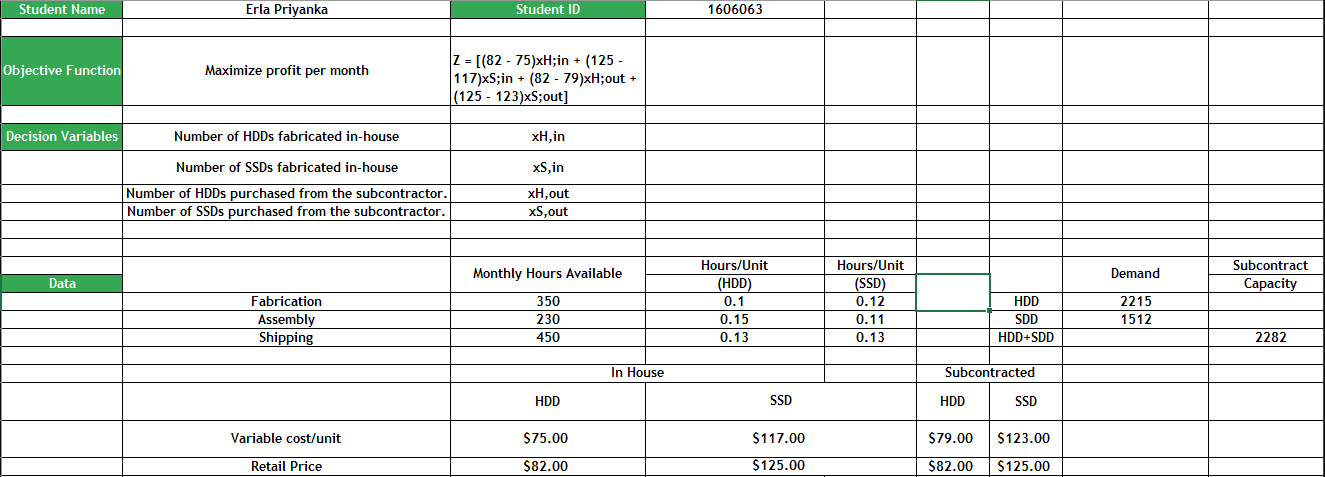 Student Name Erla Priyanka Student ID 1606063
Objective Function Maximize profit per month Z = [(82 - 75)xH;in + (125 -
117)xS;in + (82 - 79)xH;out +
(125 - 123)xS;out]
Decision Variables Number of HDDs fabricated in-house xH,in
Number of SSDs fabricated in-house xS,in
Number of HDDs purchased from the subcontractor. xH,out
Number of SSDs purchased from the subcontractor. xS,out
Monthly Hours Available Hours/Unit Hours/Unit Demand Subcontract
Data (HDD) (SSD) Capacity
Fabrication 350 0.1 0.12 HDD 2215
Assembly 230 0.15 0.11 SDD 1512
Shipping 450 0.13 0.13 HDD+SDD 2282
In House Subcontracted
HDD SSD HDD SSD
Variable cost/unit $75.00 $117.00 $79.00 $123.00
Retail Price $82.00 $125.00 $82.00 $125.00